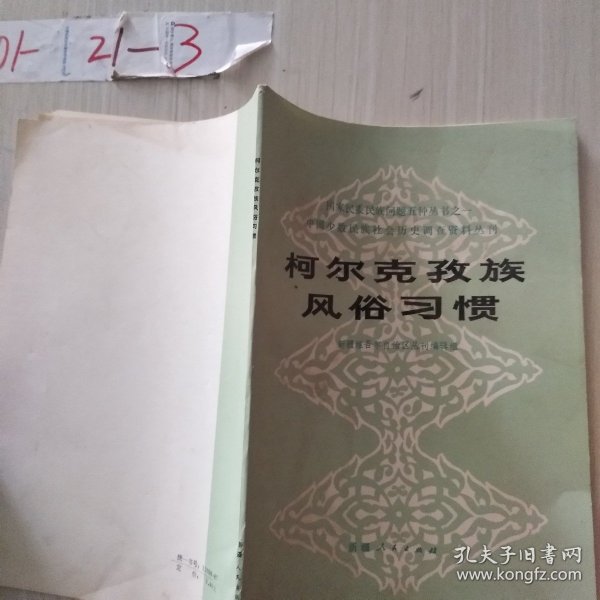 01- 21-3
国家民委民族问题五种丛书之一
中国少数民族社会历史调查资料丛刊
柯尔克孜族
风俗习惯
新疆维吾尔自治区丛刊编辑组
新疆人民出版社
柯尔克孜族风俗习惯
孔夫子旧书网
www.kongfz.com